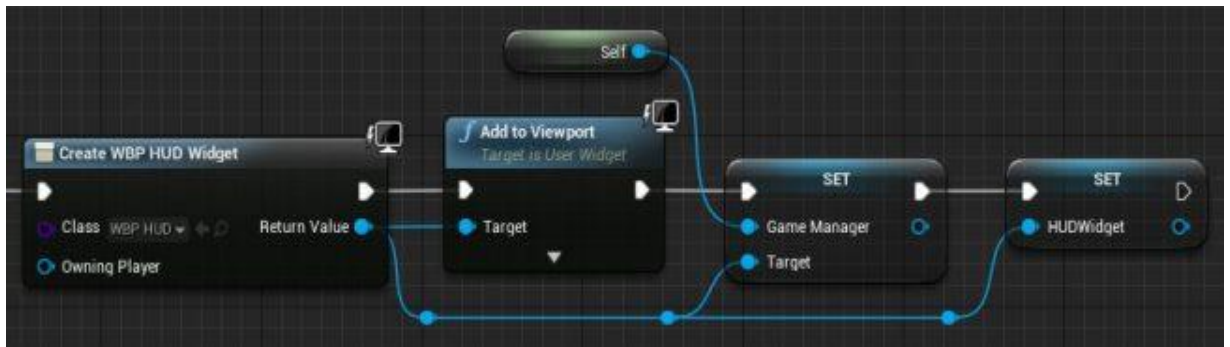 Self
Create WBP HUD Widget
Class WBP HUD
Return Value
Owning Player
f Add to Viewport
Target is User Widget
Target
SET
Game Manager
Target
SET
HUDWidget